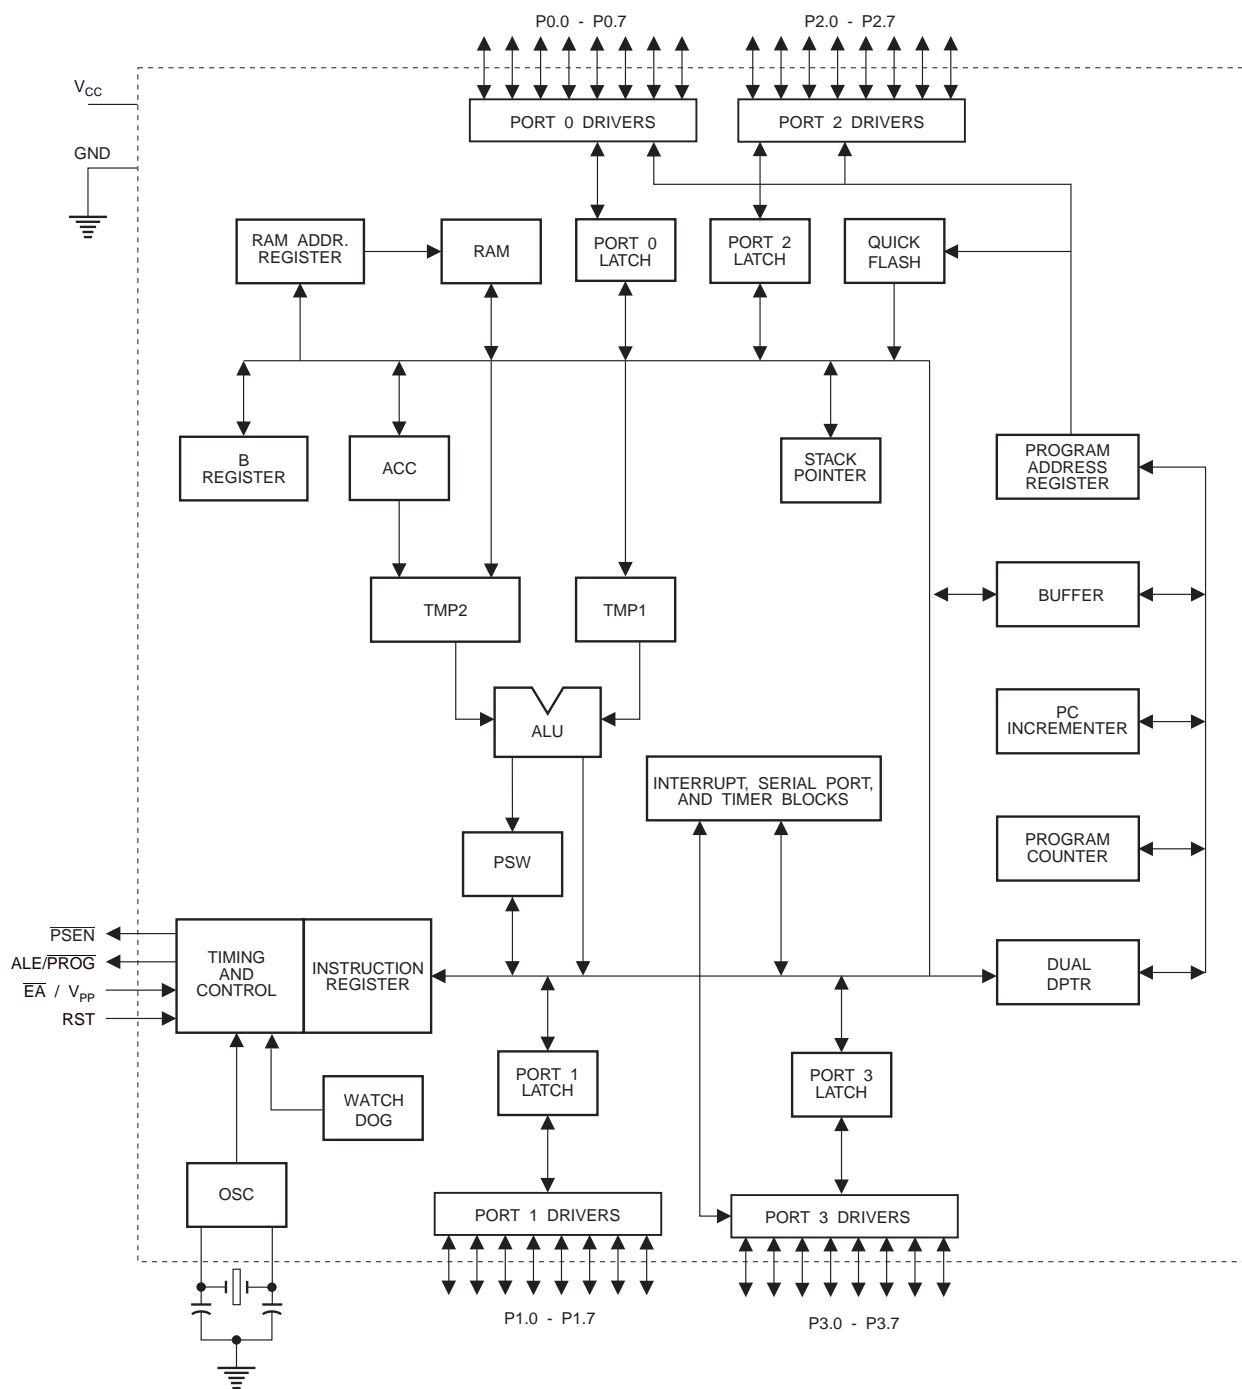 P0.0 - P0.7
P2.0 - P2.7
VCC
PORT 0 DRIVERS
PORT 2 DRIVERS
GND
RAM ADDR.
REGISTER
RAM
PORT 0
LATCH
PORT 2
LATCH
QUICK
FLASH
B
REGISTER
ACC
STACK
POINTER
PROGRAM
ADDRESS
REGISTER
TMP2
TMP1
BUFFER
ALU
PC
INCREMENTER
INTERRUPT, SERIAL PORT,
AND TIMER BLOCKS
PSW
PROGRAM
COUNTER
PSEN
ALE/PROG
EA / VPP
RST
TIMING
AND
CONTROL
INSTRUCTION
REGISTER
DUAL
DPTR
PORT 1
LATCH
PORT 3
LATCH
WATCH
DOG
OSC
PORT 1 DRIVERS
PORT 3 DRIVERS
P1.0 - P1.7
P3.0 - P3.7